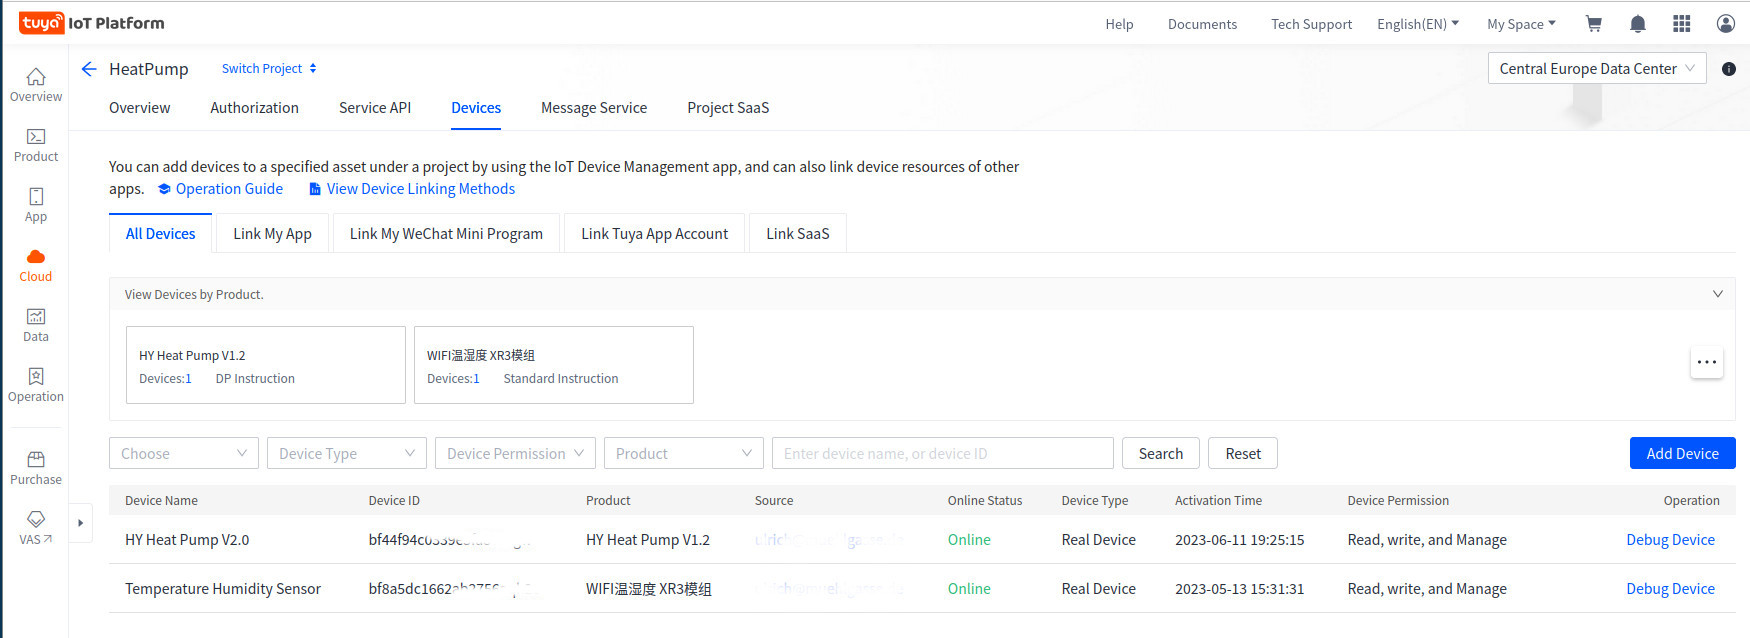 tuya IoT Platform
Help Documents Tech Support English(EN) My Space
HeatPump Switch Project Central Europe Data Center
Overview Authorization Service API Devices Message Service Project SaaS
Overview
Product
App
Cloud
Data
Operation
Purchase
VAS
You can add devices to a specified asset under a project by using the IoT Device Management app, and can also link device resources of other
apps. Operation Guide View Device Linking Methods
All Devices Link My App Link My WeChat Mini Program Link Tuya App Account Link SaaS
View Devices by Product.
HY Heat Pump V1.2
Devices:1 DP Instruction
WIFI温湿度 XR3模组
Devices:1 Standard Instruction
Choose Device Type Device Permission Product Enter device name, or device ID Search Reset Add Device
Device Name Device ID Product Source Online Status Device Type Activation Time Device Permission Operation
HY Heat Pump V2.0 HY Heat Pump V1.2 Online Real Device 2023-06-11 19:25:15 Read, write, and Manage Debug Device
Temperature Humidity Sensor WIFI温湿度 XR3模组 Online Real Device 2023-05-13 15:31:31 Read, write, and Manage Debug Device